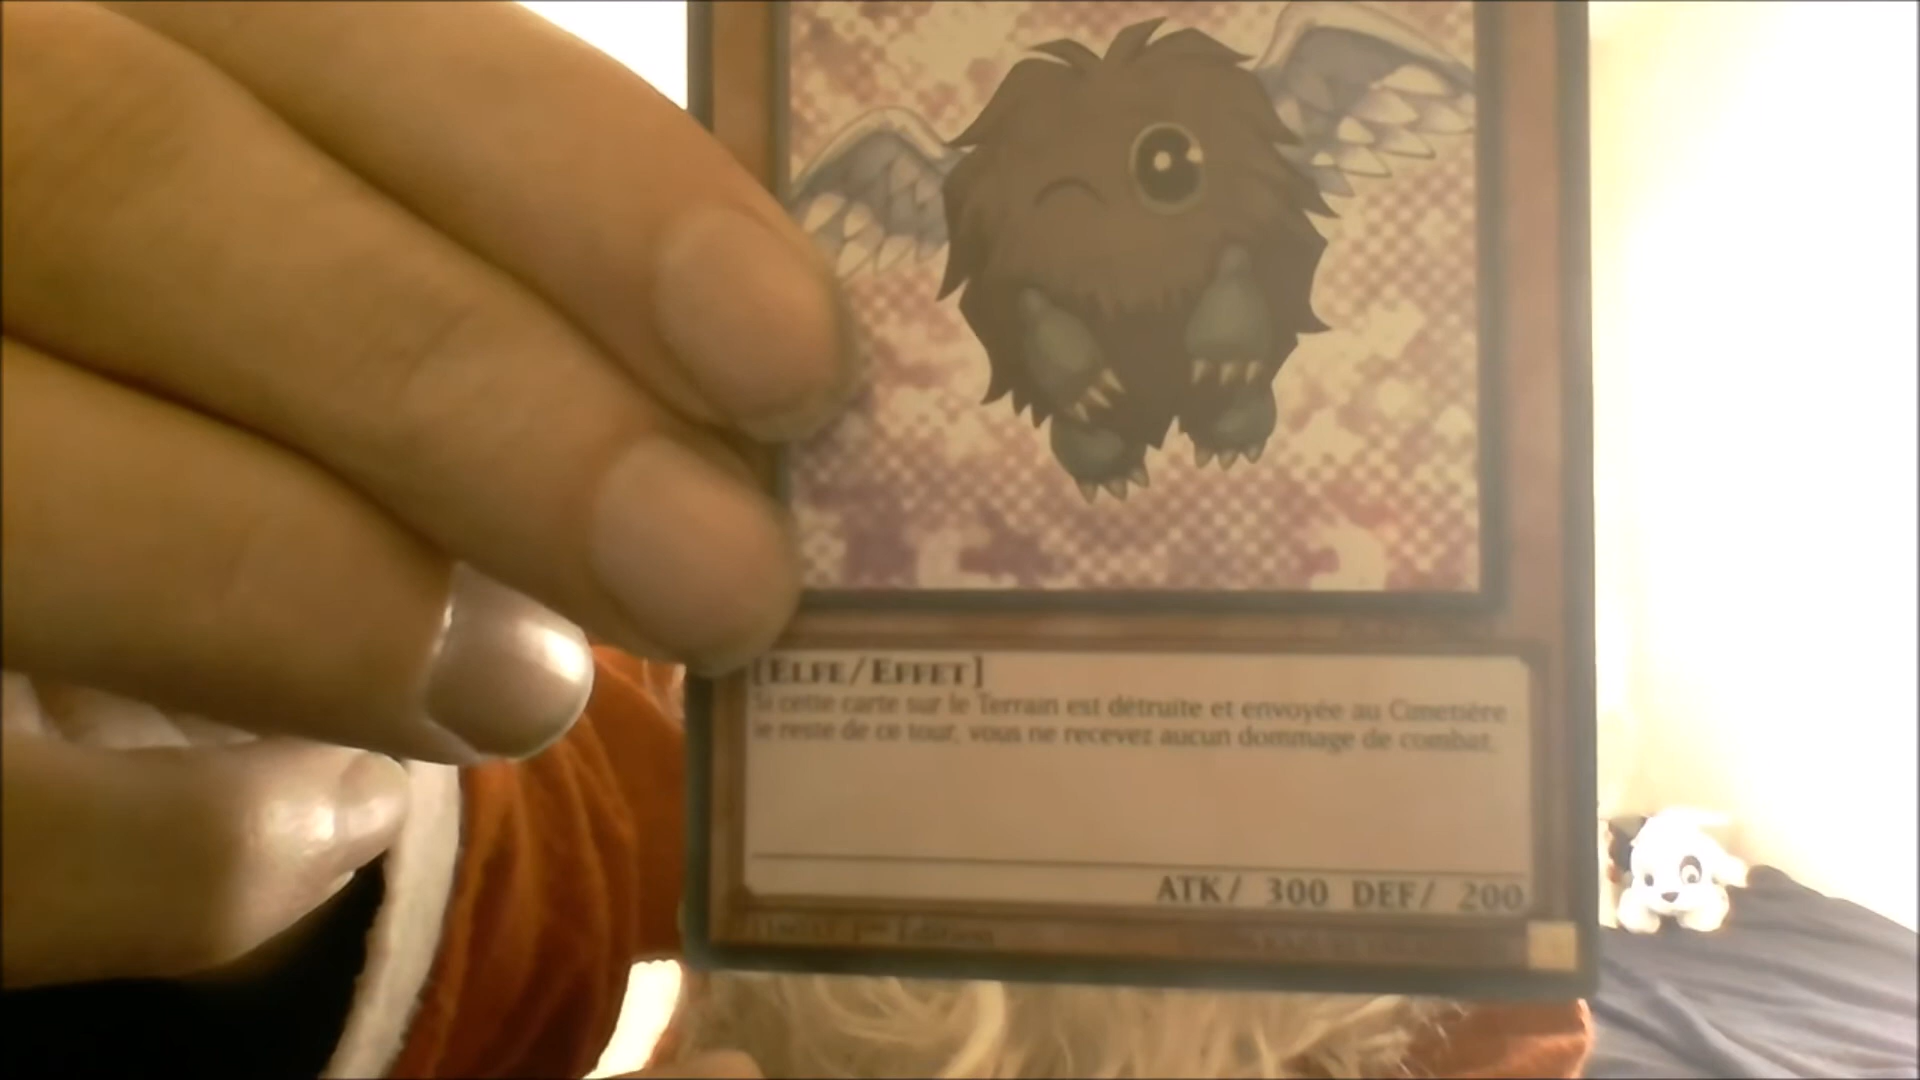 [ELFE/EFFET]
Si cette carte sur le Terrain est détruite et envoyée au Cimetière
le reste de ce tour, vous ne recevez aucun dommage de combat.
ATK/ 300 DEF/ 200
Edition